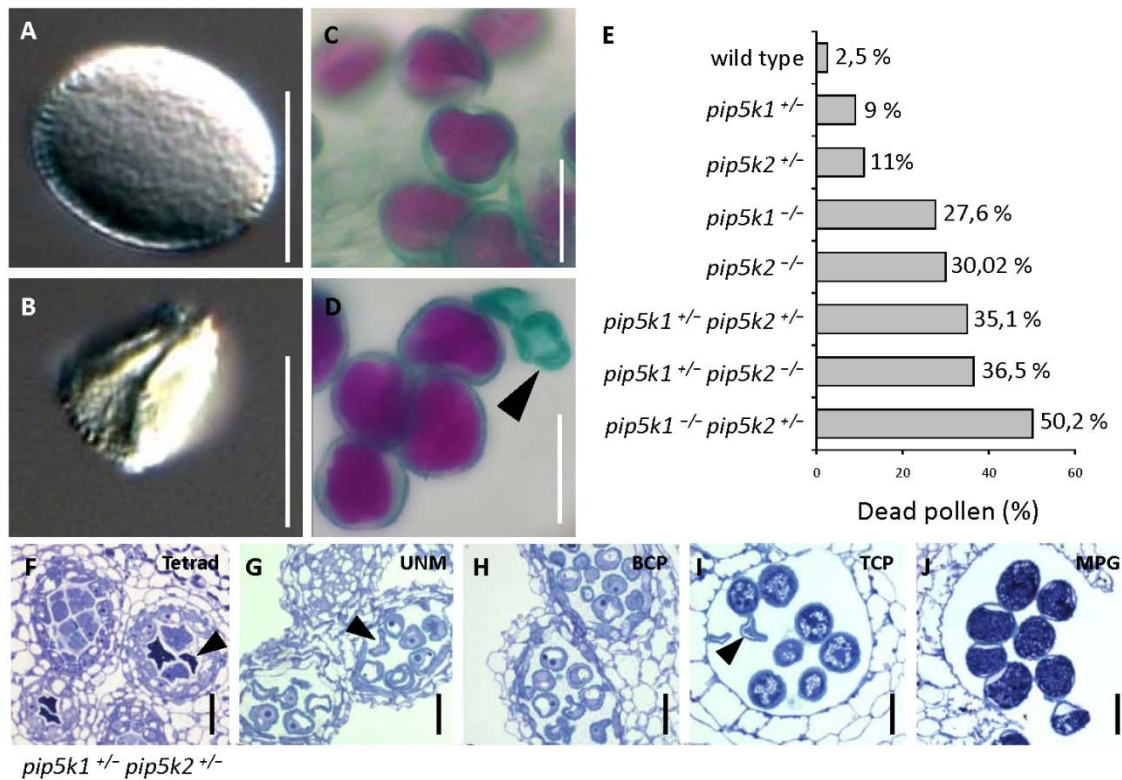 A
C
E
wild type
2,5 %
pip5k1 +/–
9 %
pip5k2 +/–
11%
pip5k1 –/–
27,6 %
pip5k2 –/–
30,02 %
pip5k1 +/– pip5k2 +/–
35,1 %
pip5k1 +/– pip5k2 –/–
36,5 %
pip5k1 –/– pip5k2 +/–
50,2 %
0 20 40 60
Dead pollen (%)
B
D
F Tetrad
G UNM
H BCP
I TCP
J MPG
pip5k1 +/– pip5k2 +/–